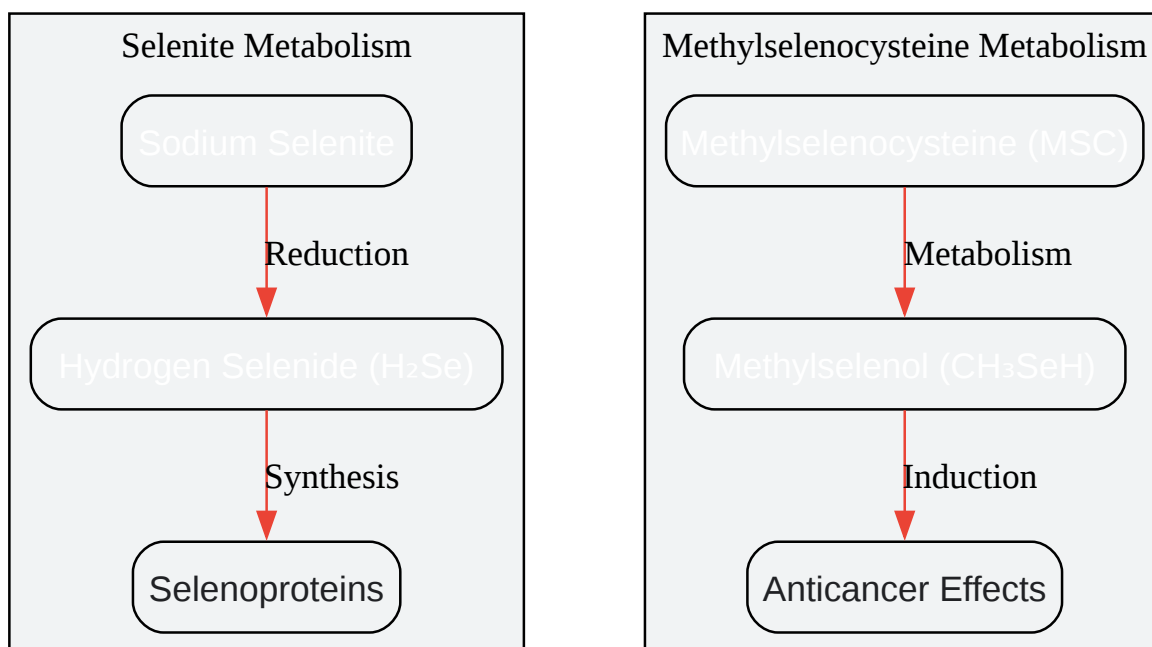 Selenite Metabolism
Sodium Selenite
Reduction
Hydrogen Selenide (H₂Se)
Synthesis
Selenoproteins
Methylselenocysteine Metabolism
Methylselenocysteine (MSC)
Metabolism
Methylselenol (CH₃SeH)
Induction
Anticancer Effects